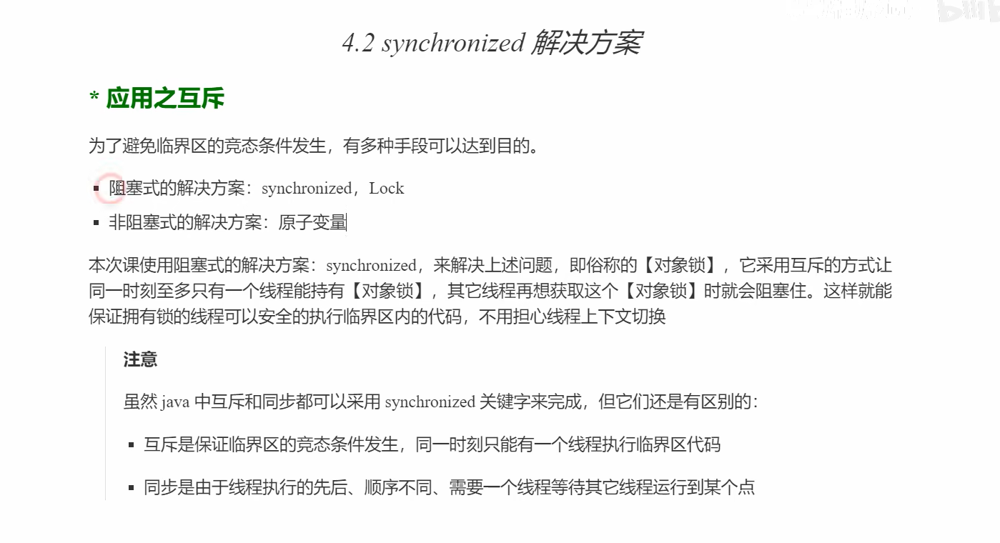 4.2 synchronized 解决方案
* 应用之互斥
为了避免临界区的竞态条件发生，有多种手段可以达到目的。
▪ 阻塞式的解决方案：synchronized，Lock
▪ 非阻塞式的解决方案：原子变量
本次课使用阻塞式的解决方案：synchronized，来解决上述问题，即俗称的【对象锁】，它采用互斥的方式让
同一时刻至多只有一个线程能持有【对象锁】，其它线程再想获取这个【对象锁】时就会阻塞住。这样就能
保证拥有锁的线程可以安全的执行临界区内的代码，不用担心线程上下文切换
注意
虽然 java 中互斥和同步都可以采用 synchronized 关键字来完成，但它们还是有区别的：
▪ 互斥是保证临界区的竞态条件发生，同一时刻只能有一个线程执行临界区代码
▪ 同步是由于线程执行的先后、顺序不同、需要一个线程等待其它线程运行到某个点